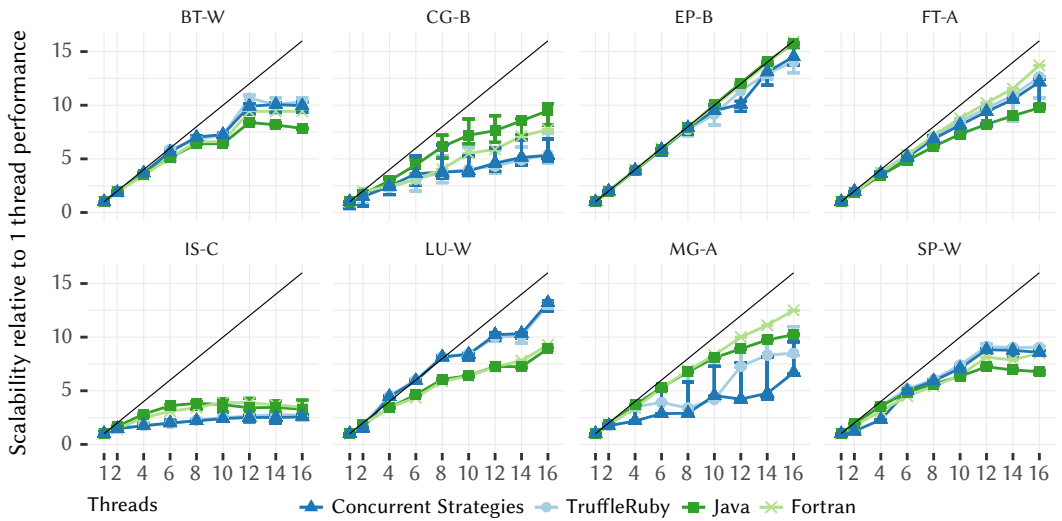 Scalability relative to 1 thread performance
BT-W CG-B EP-B FT-A
15
10
5
0
IS-C LU-W MG-A SP-W
15
10
5
0
1 2 4 6 8 10 12 14 16 1 2 4 6 8 10 12 14 16 1 2 4 6 8 10 12 14 16 1 2 4 6 8 10 12 14 16
Threads Concurrent Strategies TruffleRuby Java Fortran